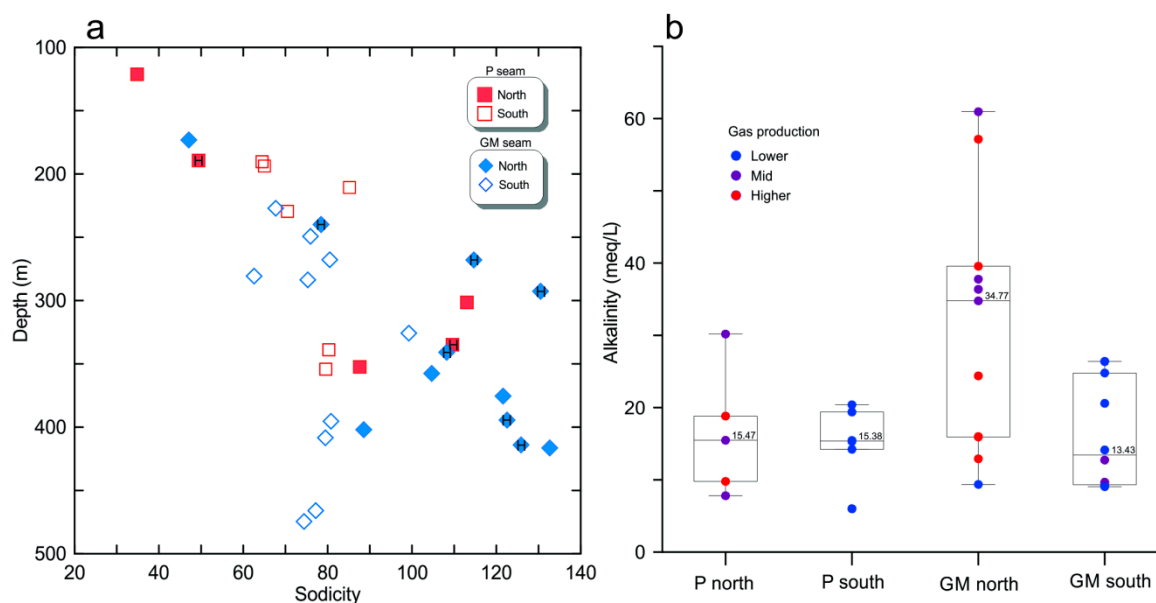 a
100
200
300
400
500
Depth (m)
20
40
60
80
100
120
140
Sodicity
P seam
North
South
GM seam
North
South
H
H
H
H
H
H
H
H
b
60
40
20
0
Alkalinity (meq/L)
Gas production
Lower
Mid
Higher
15.47
15.38
34.77
13.43
P north
P south
GM north
GM south